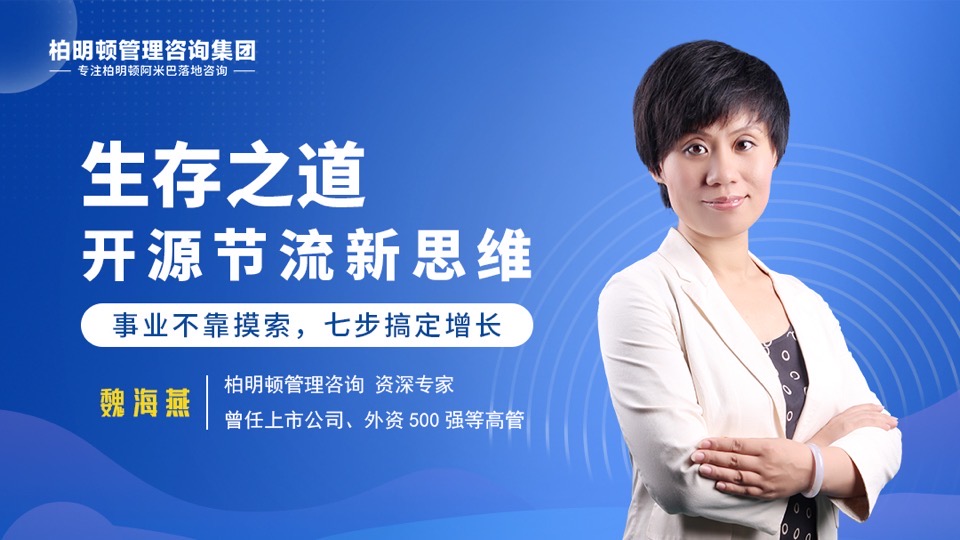 柏明顿管理咨询集团
专注柏明顿阿米巴落地咨询
生存之道
开源节流新思维
事业不靠摸索，七步搞定增长
魏海燕
柏明顿管理咨询 资深专家
曾任上市公司、外资 500 强等高管